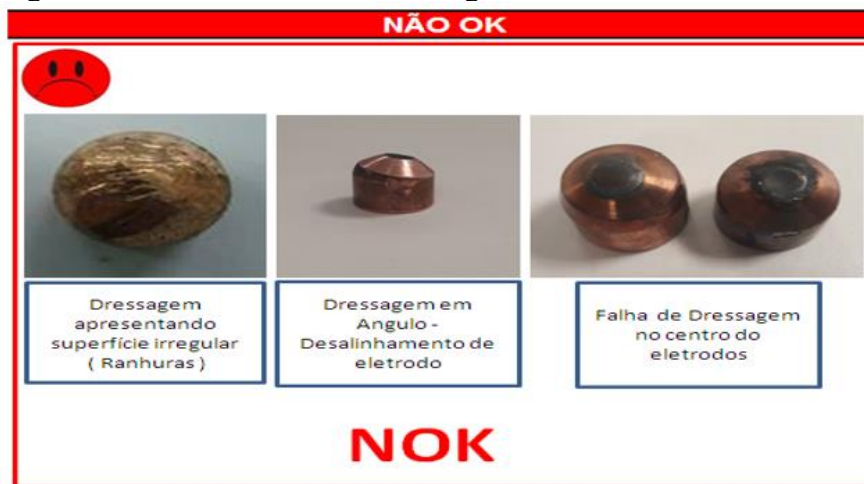 NÃO OK
Dressagem
apresentando
superfície irregular
( Ranhuras )
Dressagem em
Angulo -
Desalinhamento de
eletrodo
Falha de Dressagem
no centro do
eletrodos
NOK